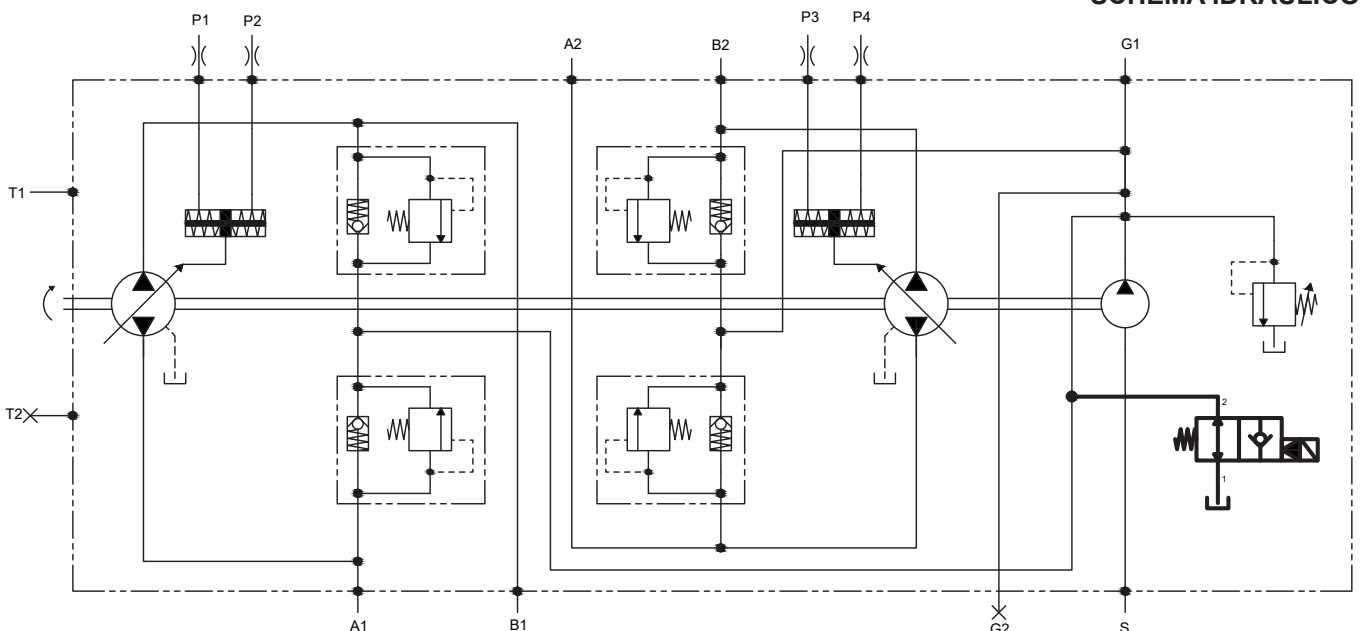 SCHEMA IDRAULICO
P1 P2 A2 B2 P3 P4 G1
T1
T2
2
1
A1 B1 G2 S